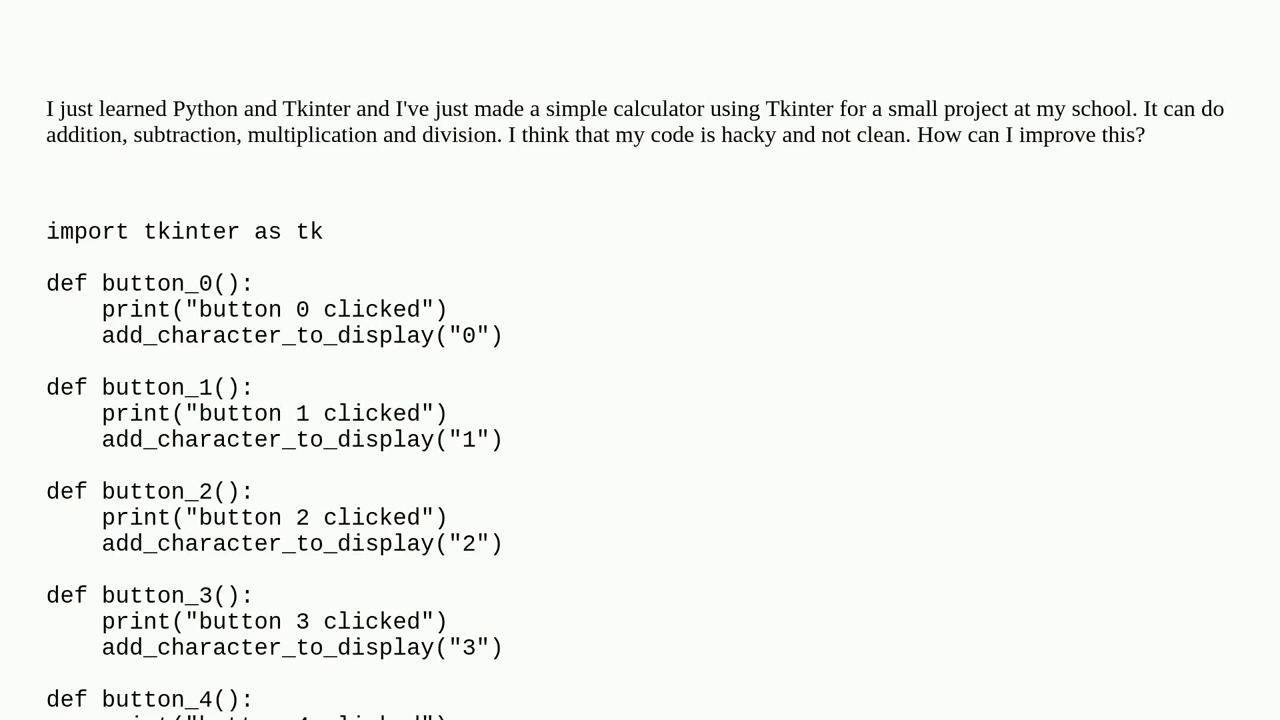 I just learned Python and Tkinter and I've just made a simple calculator using Tkinter for a small project at my school. It can do
addition, subtraction, multiplication and division. I think that my code is hacky and not clean. How can I improve this?
import tkinter as tk
def button_0():
    print("button 0 clicked")
    add_character_to_display("0")
def button_1():
    print("button 1 clicked")
    add_character_to_display("1")
def button_2():
    print("button 2 clicked")
    add_character_to_display("2")
def button_3():
    print("button 3 clicked")
    add_character_to_display("3")
def button_4():